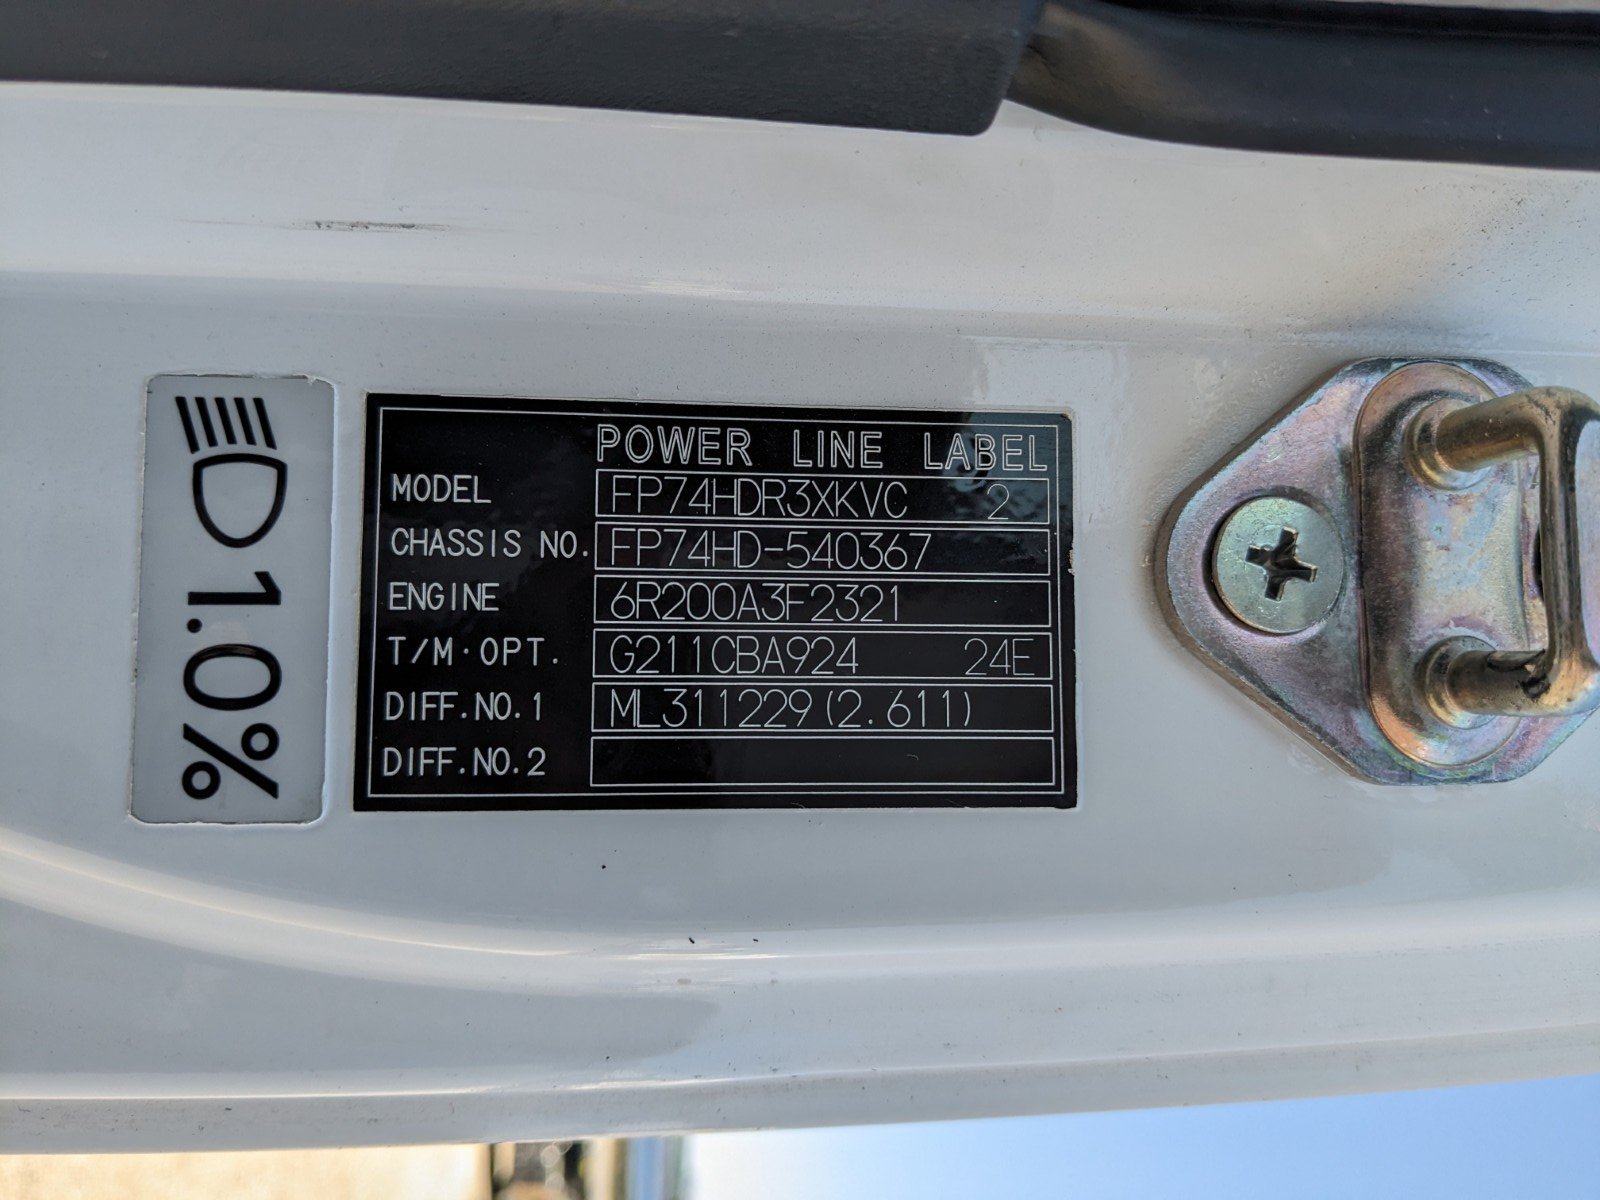 POWER LINE LABEL
MODEL FP74HDR3XKVC 2
CHASSIS NO. FP74HD-540367
ENGINE 6R200A3F2321
T/M·OPT. G211CBA924 24E
DIFF.NO.1 ML311229(2.611)
DIFF.NO.2
1.0%